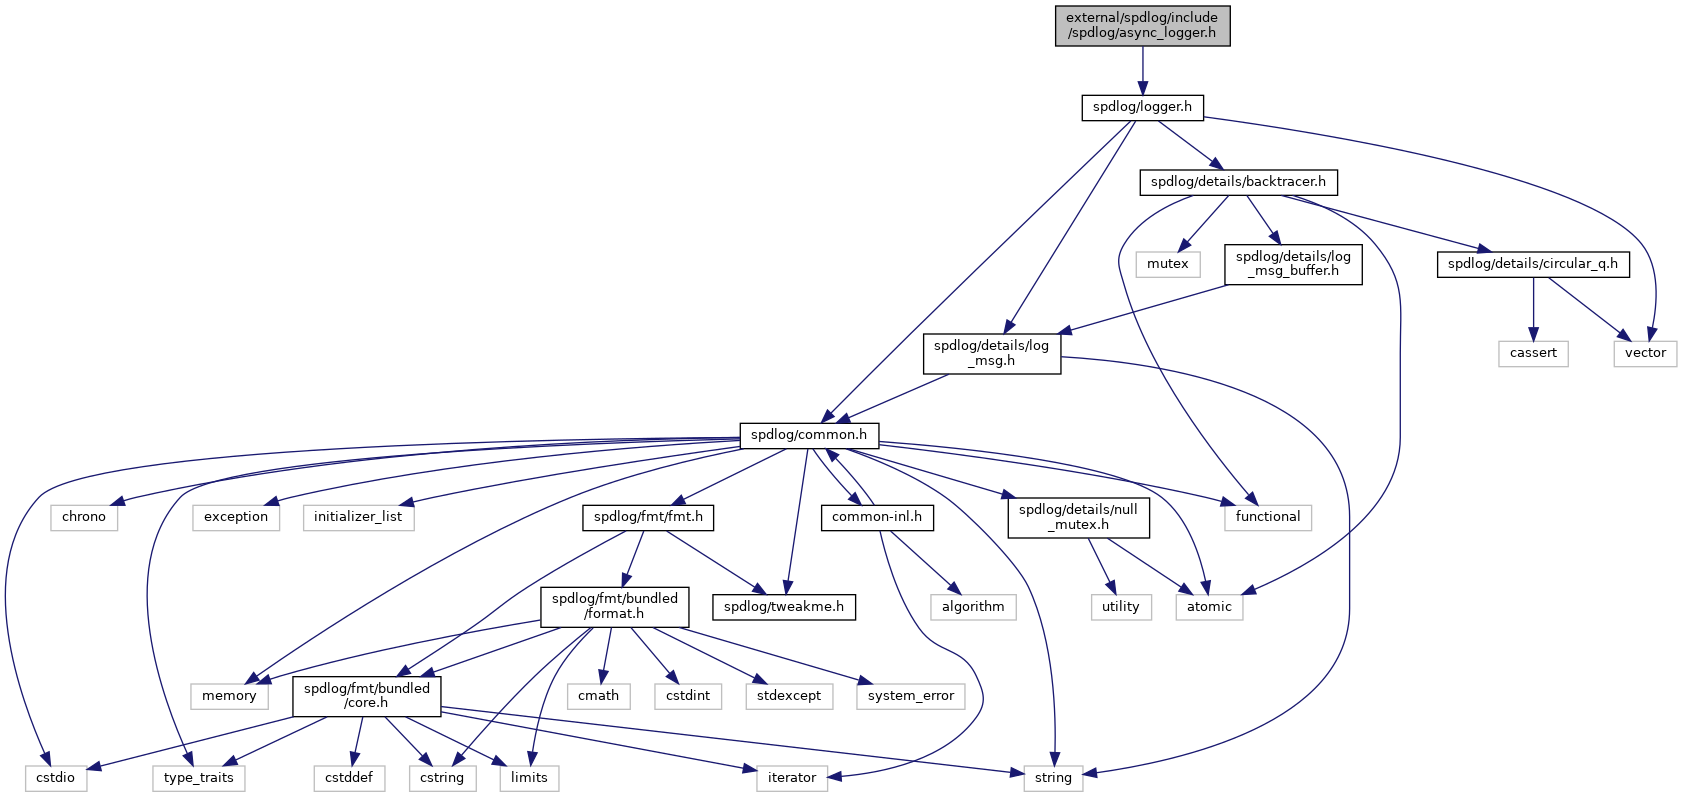 external/spdlog/include
/spdlog/async_logger.h
spdlog/logger.h
spdlog/details/backtracer.h
mutex
spdlog/details/log
_msg_buffer.h
spdlog/details/circular_q.h
spdlog/details/log
_msg.h
cassert
vector
spdlog/common.h
chrono
exception
initializer_list
spdlog/fmt/fmt.h
common-inl.h
spdlog/details/null
_mutex.h
functional
spdlog/fmt/bundled
/format.h
spdlog/tweakme.h
algorithm
utility
atomic
memory
spdlog/fmt/bundled
/core.h
cmath
cstdint
stdexcept
system_error
cstdio
type_traits
cstddef
cstring
limits
iterator
string